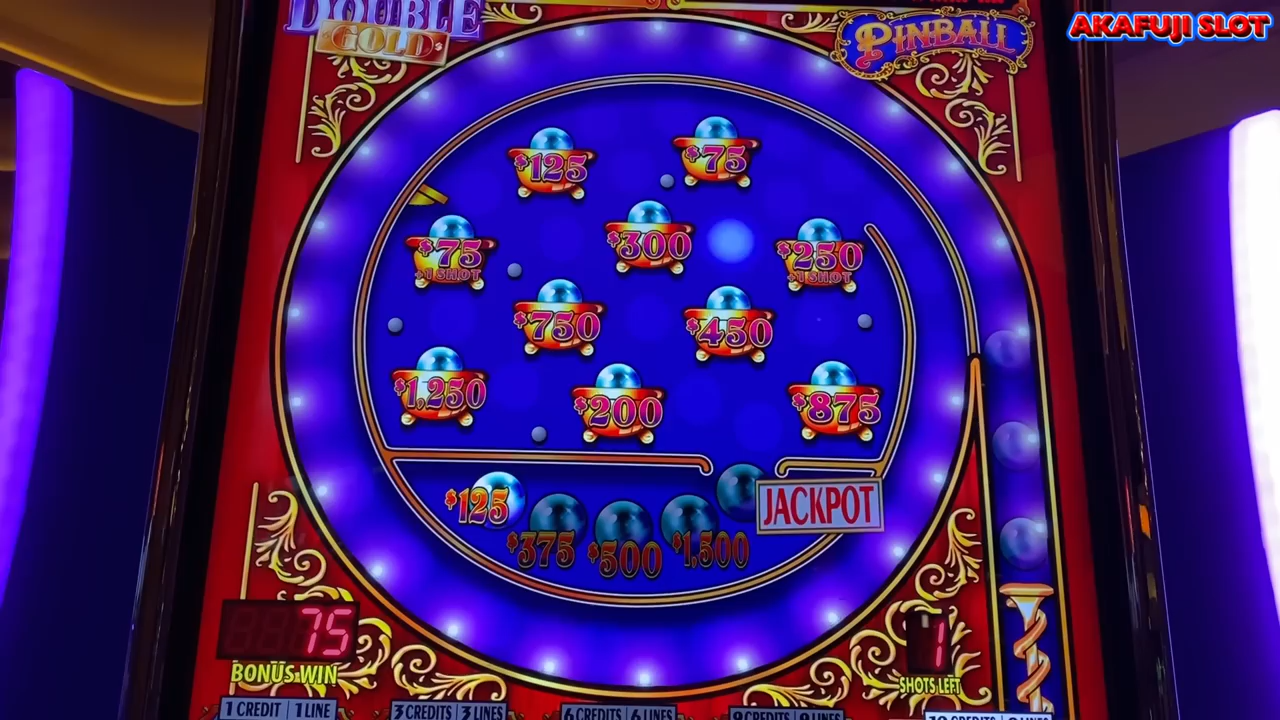 DOUBLE
GOLD
PINBALL
AKAFUJI SLOT
$125
$75
$75
+1 SHOT
$300
$250
+1 SHOT
$750
$450
$1,250
$200
$875
$125
$375
$500
$1,500
JACKPOT
75
BONUS WIN
1
SHOTS LEFT
1 CREDIT 1 LINE
3 CREDITS 3 LINES
6 CREDITS 6 LINES